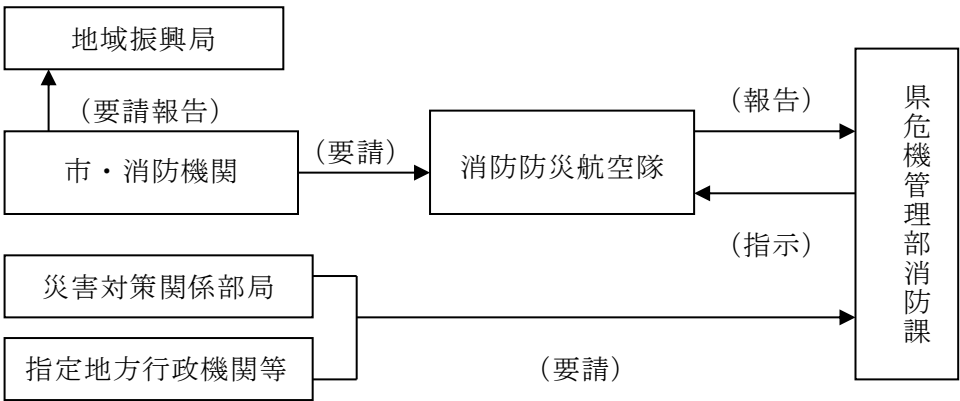 地域振興局
（要請報告）
市・消防機関
（要請）
消防防災航空隊
（報告）
（指示）
県危機管理部消防課
災害対策関係部局
指定地方行政機関等
（要請）